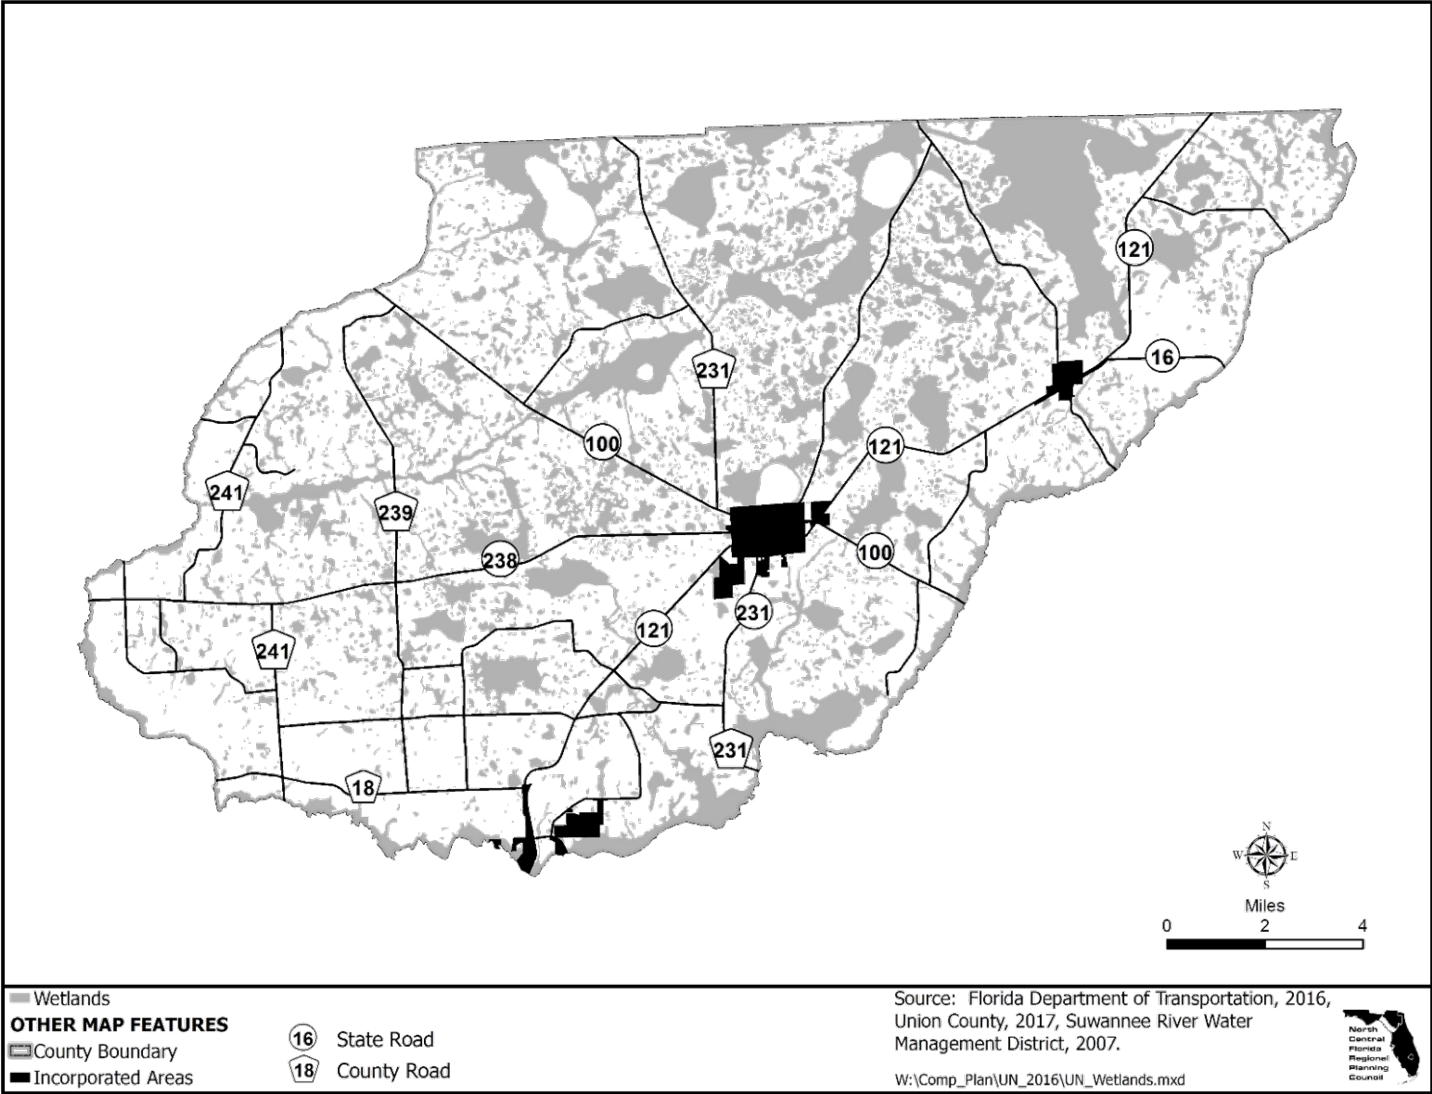 121
16
231
100
121
241
239
238
100
231
121
241
231
18
N
W E
S
Miles
0 2 4
Wetlands
OTHER MAP FEATURES
County Boundary
Incorporated Areas
16 State Road
18 County Road
Source: Florida Department of Transportation, 2016,
Union County, 2017, Suwannee River Water
Management District, 2007.
W:\Comp_Plan\UN_2016\UN_Wetlands.mxd
North
Central
Florida
Regional
Planning
Council